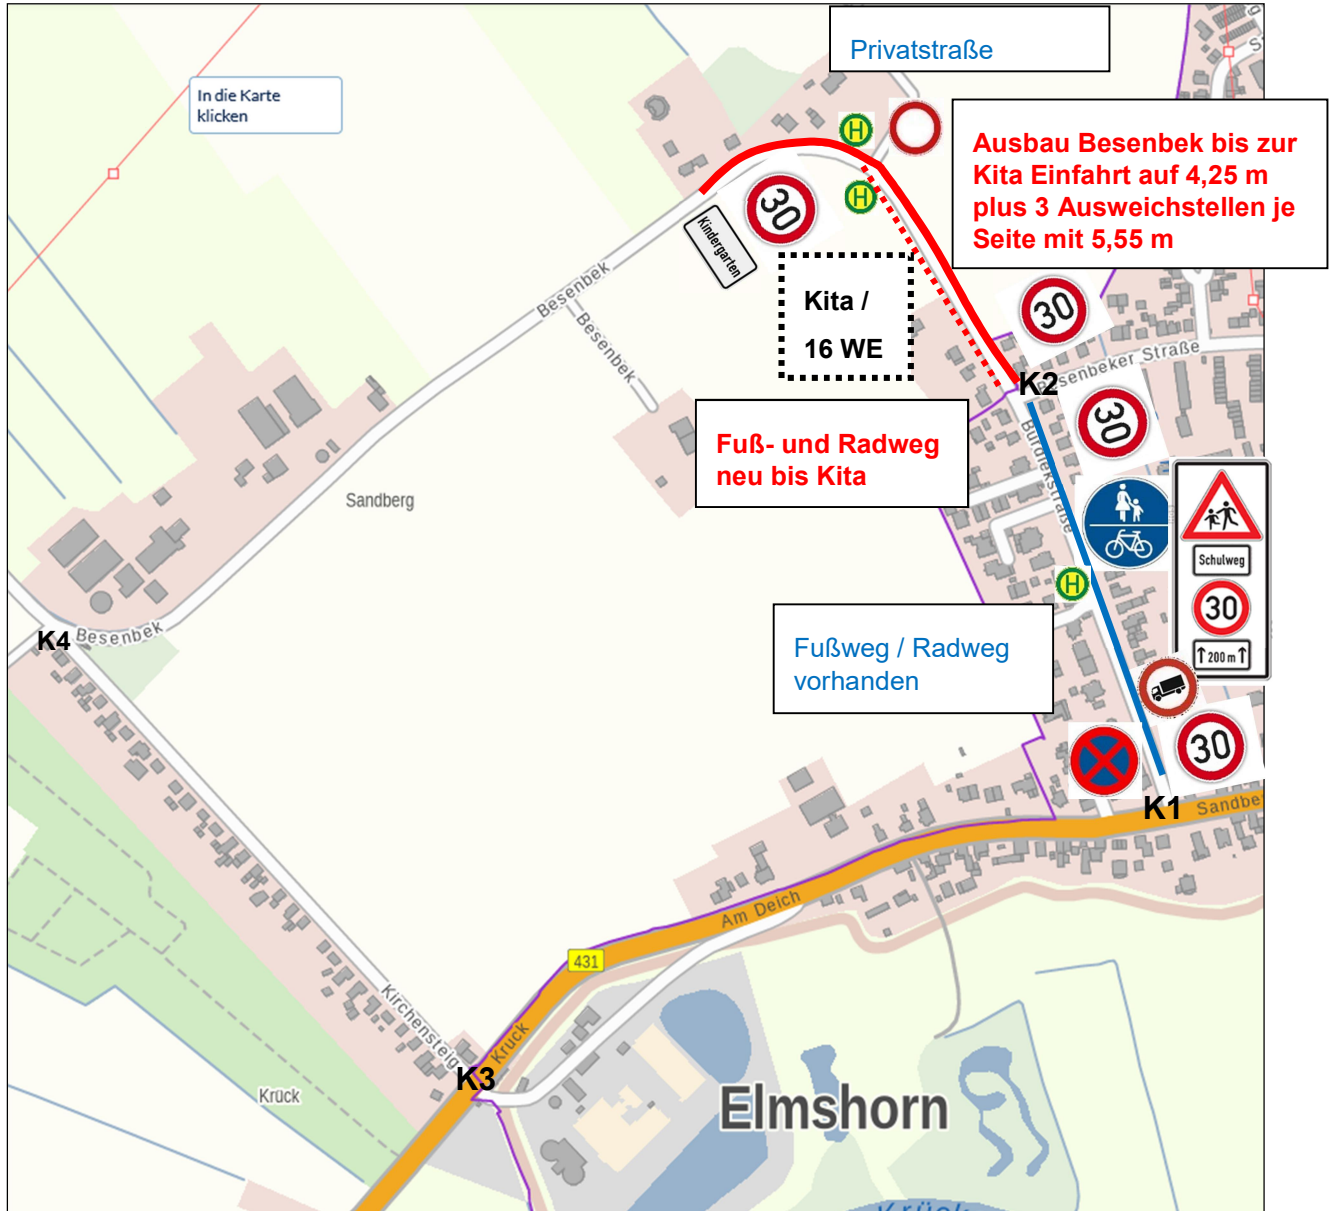 Privatstraße
In die Karte
klicken
H
H
Ausbau Besenbek bis zur
Kita Einfahrt auf 4,25 m
plus 3 Ausweichstellen je
Seite mit 5,55 m
30
Kindergarten
Besenbek
Besenbek
Kita /
16 WE
30
Besenbeker Straße
K2
30
Fuß- und Radweg
neu bis Kita
Burdiekstraße
Sandberg
Schulweg
30
200 m
H
Fußweg / Radweg
vorhanden
K4
Besenbek
30
K1
Sandbe
Am Deich
431
Kirchensteig
Kruck
K3
Krück
Elmshorn
Krück